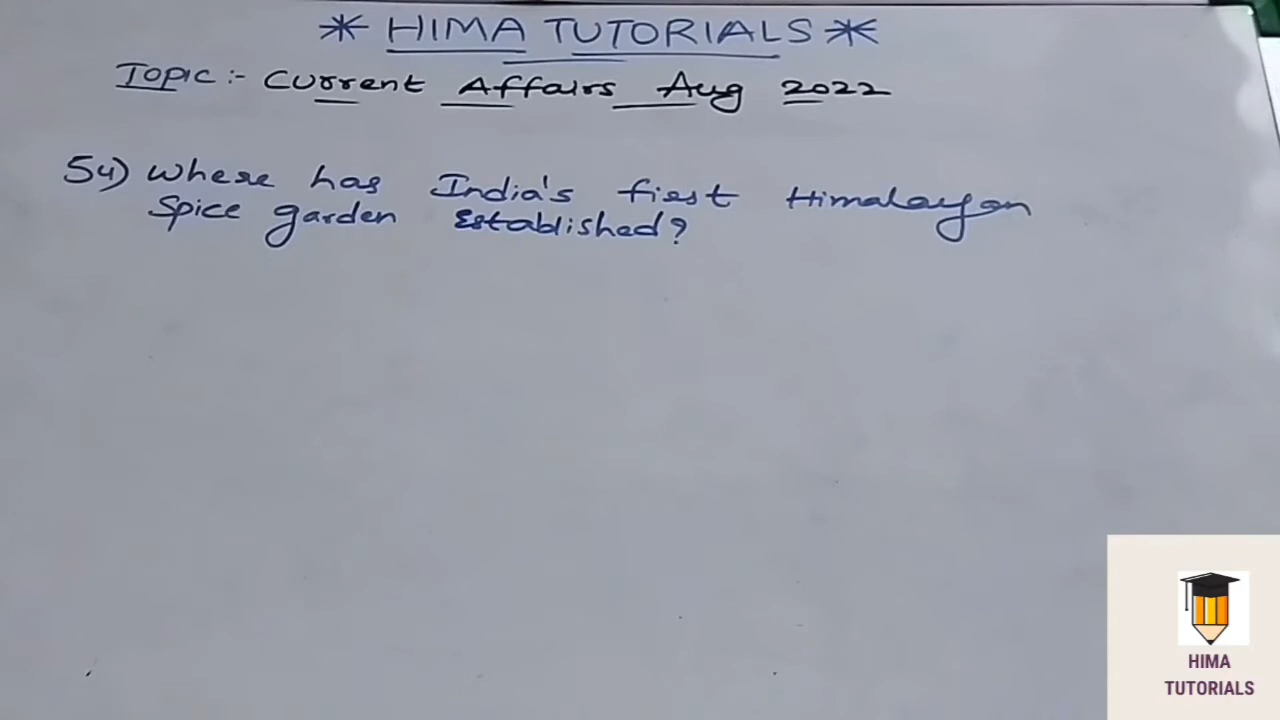 * HIMA TUTORIALS *
Topic:- Current Affairs Aug 2022
54) Where has India's first Himalayan
Spice garden Established?
HIMA
TUTORIALS